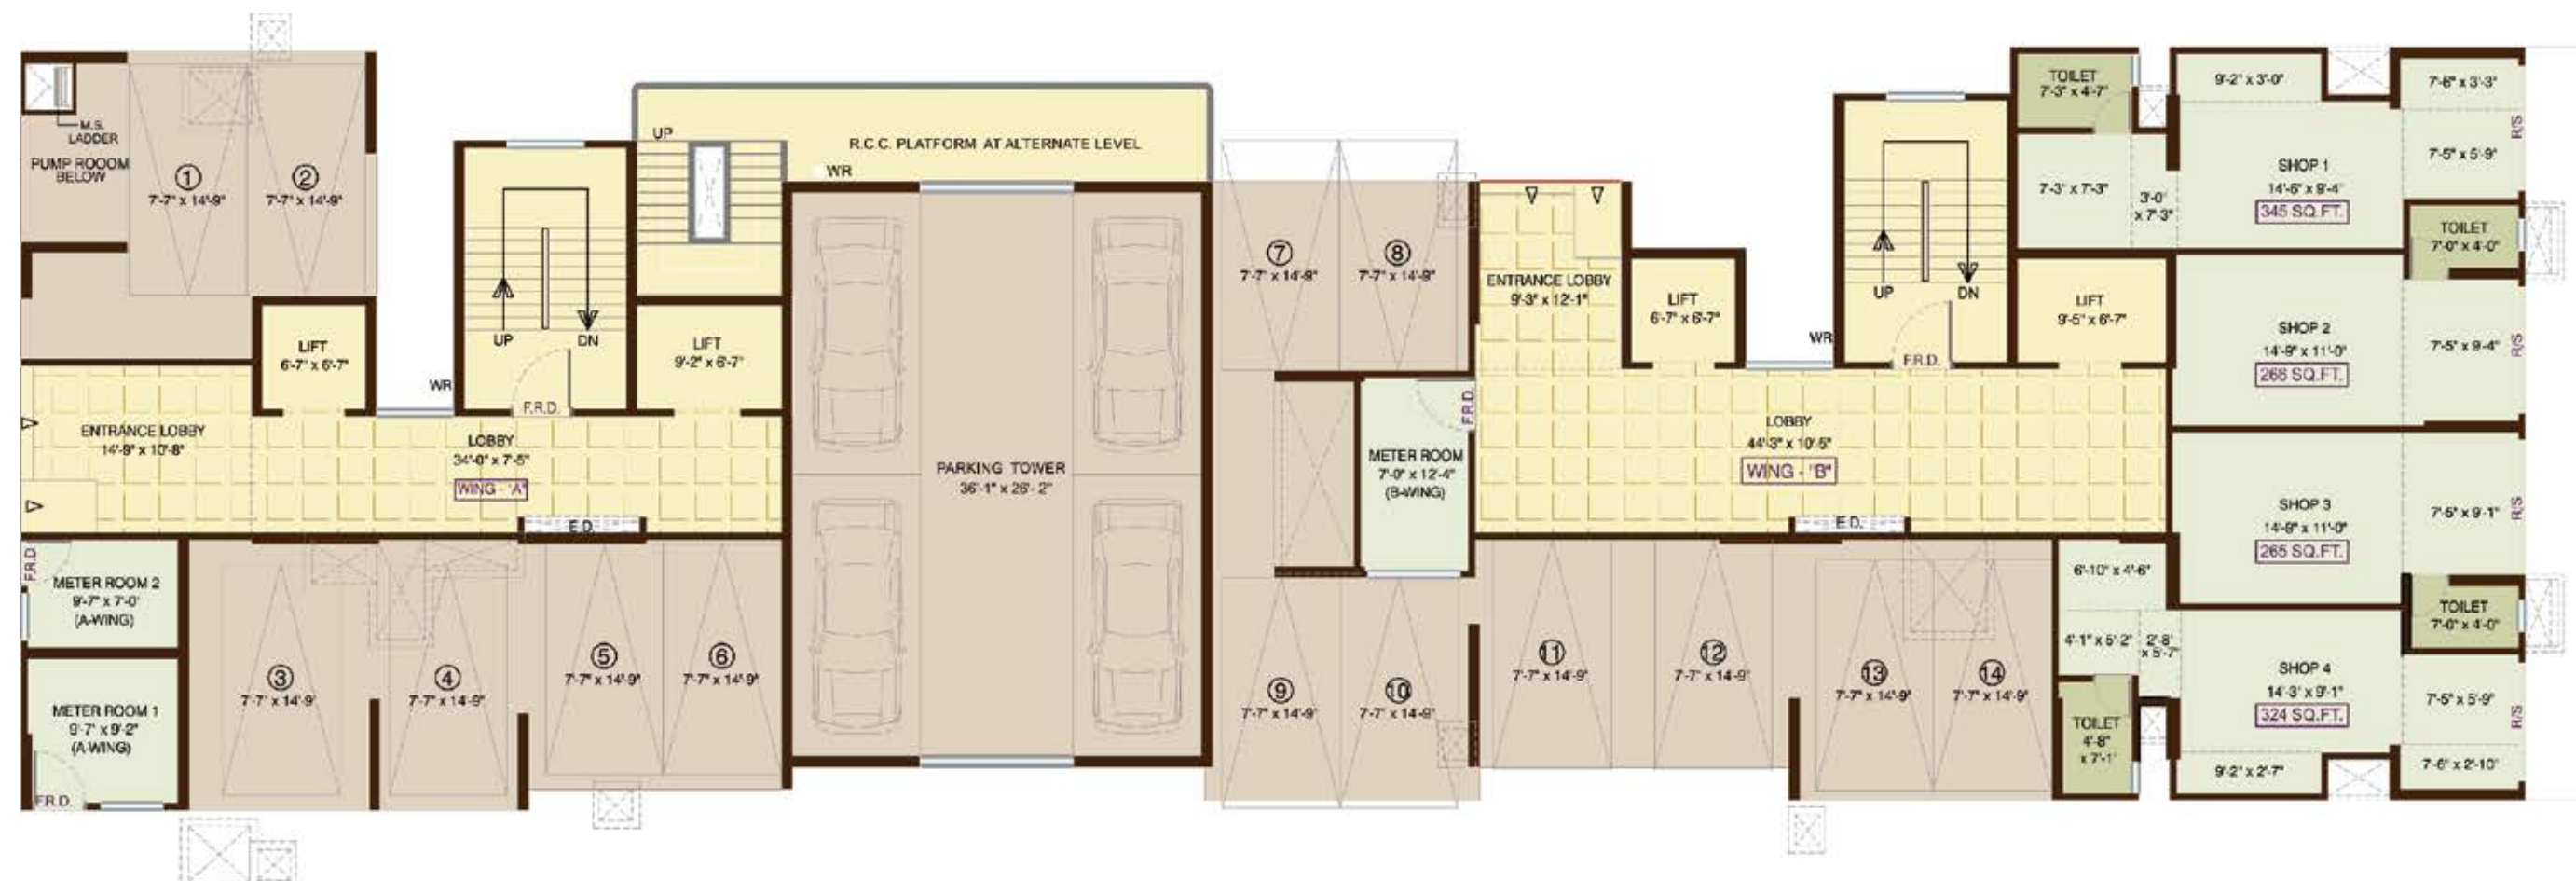 M.S.
LADDER
PUMP ROOOM
BELOW
1
7'-7" x 14'-9"
2
7'-7" x 14'-9"
LIFT
6'-7" x 6'-7"
WR
UP
DN
F.R.D.
UP
LIFT
9'-2" x 6'-7"
R.C.C. PLATFORM AT ALTERNATE LEVEL
WR
ENTRANCE LOBBY
14'-9" x 10'-8"
LOBBY
34'-0" x 7'-5"
WING - "A"
E.D.
F.R.D
METER ROOM 2
9'-7" x 7'-0"
(A-WING)
METER ROOM 1
9'-7" x 9'-2"
(A-WING)
F.R.D.
3
7'-7" x 14'-9"
4
7'-7" x 14'-9"
5
7'-7" x 14'-9"
6
7'-7" x 14'-9"
PARKING TOWER
36'-1" x 26'- 2"
7
7'-7" x 14'-9"
8
7'-7" x 14'-9"
METER ROOM
7'-0" x 12'-4"
(B-WING)
F.R.D.
9
7'-7" x 14'-9"
10
7'-7" x 14'-9"
ENTRANCE LOBBY
9'-3" x 12'-1"
LIFT
6'-7" x 6'-7"
WR
UP
DN
F.R.D.
LIFT
9'-5" x 6'-7"
LOBBY
44'-3" x 10'-5"
WING - "B"
E.D.
11
7'-7" x 14'-9"
12
7'-7" x 14'-9"
13
7'-7" x 14'-9"
14
7'-7" x 14'-9"
TOILET
7'-3" x 4'-7"
9'-2" x 3'-0"
7'-6" x 3'-3"
R/S
7'-3" x 7'-3"
3'-0"
x 7'-3"
SHOP 1
14'-6" x 9'-4"
345 SQ.FT.
7'-5" x 5'-9"
TOILET
7'-0" x 4'-0"
SHOP 2
14'-9" x 11'-0"
266 SQ.FT.
7'-5" x 9'-4"
R/S
SHOP 3
14'-9" x 11'-0"
265 SQ.FT.
7'-5" x 9'-1"
R/S
TOILET
7'-0" x 4'-0"
6'-10" x 4'-6"
4'-1" x 5'-2"
2'-8"
x 5'-7"
SHOP 4
14'-3" x 9'-1"
324 SQ.FT.
7'-5" x 5'-9"
R/S
TOILET
4'-8"
x 7'-1"
9'-2" x 2'-7"
7'-6" x 2'-10"